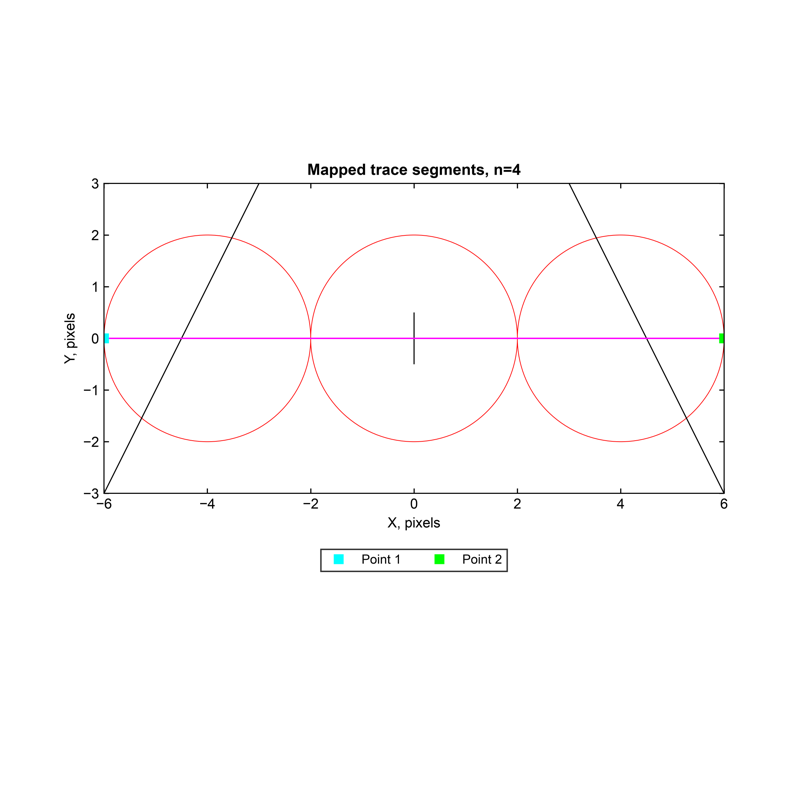 Mapped trace segments, n=4
3
2
1
0
−1
−2
−3
Y, pixels
−6 −4 −2 0 2 4 6
X, pixels
Point 1 Point 2